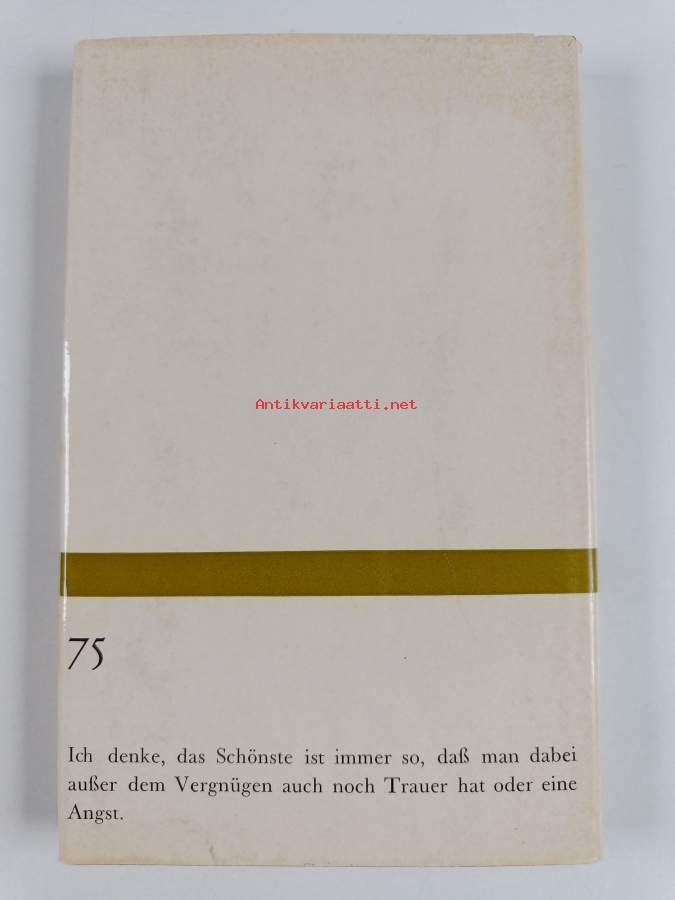 Antikvariaatti.net
75
Ich denke, das Schönste ist immer so, daß man dabei
außer dem Vergnügen auch noch Trauer hat oder eine
Angst.